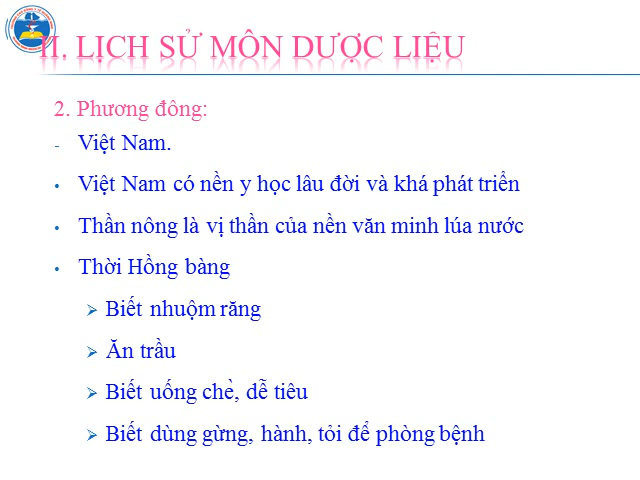 II. LỊCH SỬ MÔN DƯỢC LIỆU
2. Phương đông:
- Việt Nam.
• Việt Nam có nền y học lâu đời và khá phát triển
• Thần nông là vị thần của nền văn minh lúa nước
• Thời Hồng bàng
➢ Biết nhuộm răng
➢ Ăn trầu
➢ Biết uống chè, dễ tiêu
➢ Biết dùng gừng, hành, tỏi để phòng bệnh